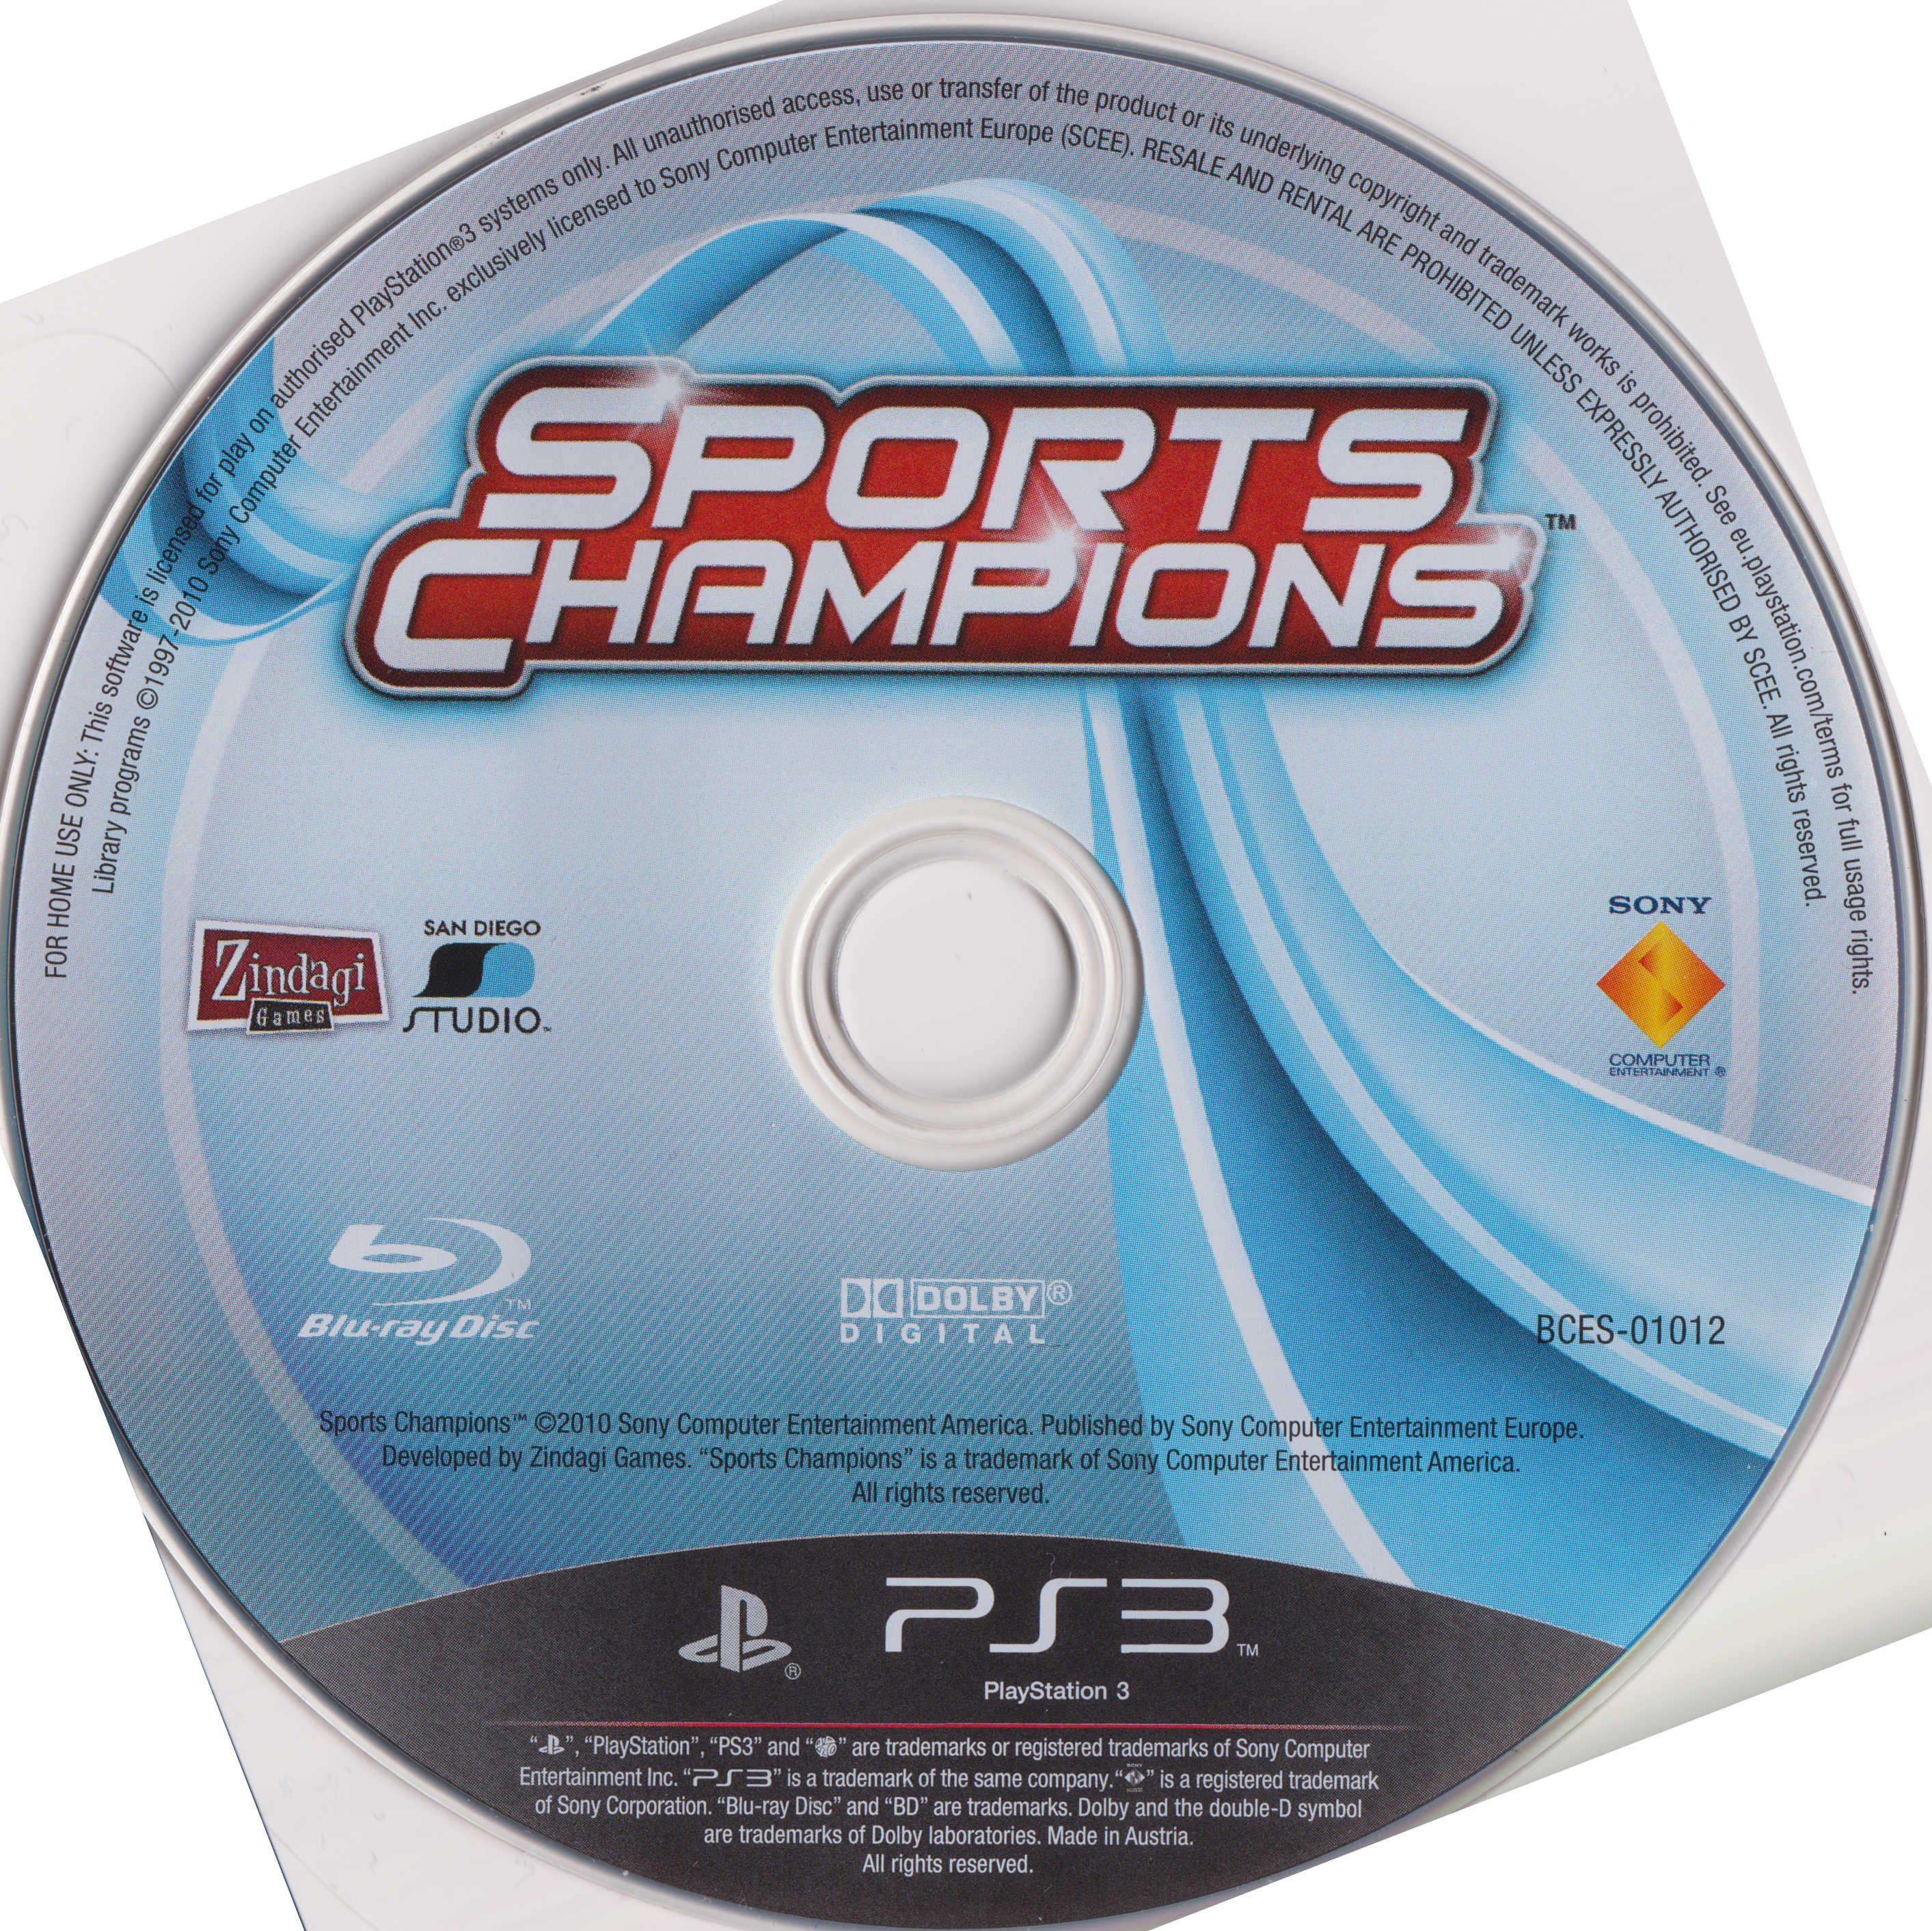 FOR HOME USE ONLY: This software is licensed for play on authorised PlayStation®3 systems only. All unauthorised access, use or transfer of the product or its underlying copyright and trademark works is prohibited. See eu.playstation.com/terms for full usage rights.
Library programs ©1997-2010 Sony Computer Entertainment Inc. exclusively licensed to Sony Computer Entertainment Europe (SCEE). RESALE AND RENTAL ARE PROHIBITED UNLESS EXPRESSLY AUTHORISED BY SCEE. All rights reserved.
SPORTS
CHAMPIONS™
Zindagi
Games
SAN DIEGO
STUDIO™
SONY
COMPUTER
ENTERTAINMENT ®
Blu-ray Disc™
DOLBY®
DIGITAL
BCES-01012
Sports Champions™ ©2010 Sony Computer Entertainment America. Published by Sony Computer Entertainment Europe.
Developed by Zindagi Games. “Sports Champions” is a trademark of Sony Computer Entertainment America.
All rights reserved.
® PS3™
PlayStation 3
“ ”, “PlayStation”, “PS3” and “ ” are trademarks or registered trademarks of Sony Computer
Entertainment Inc. “PS3” is a trademark of the same company.“ ” is a registered trademark
of Sony Corporation. “Blu-ray Disc” and “BD” are trademarks. Dolby and the double-D symbol
are trademarks of Dolby laboratories. Made in Austria.
All rights reserved.